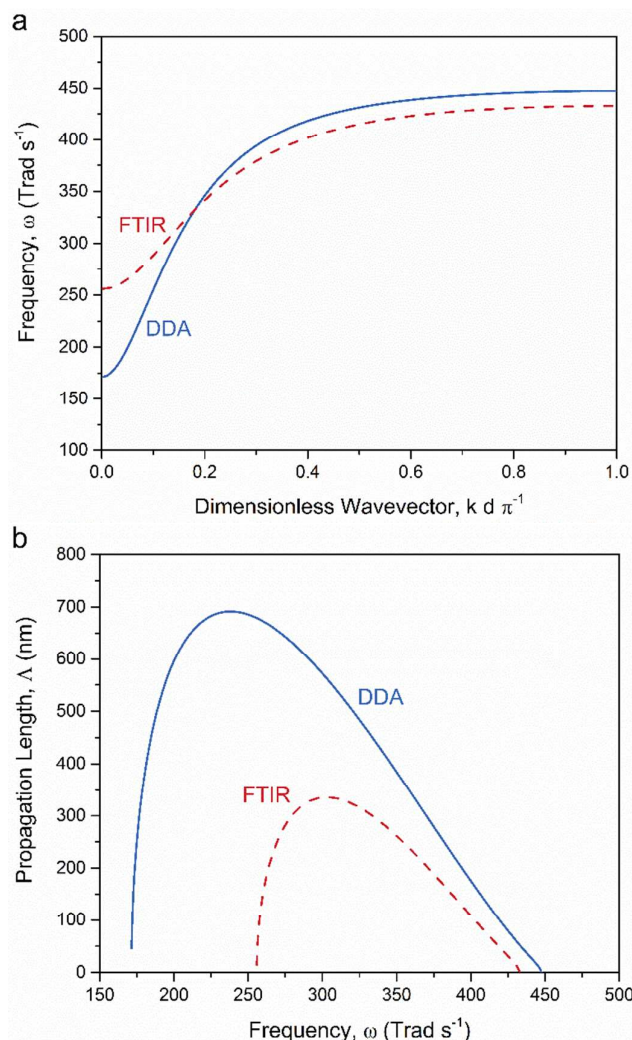 a
500
450
400
350
300
250
200
150
100
FTIR
DDA
Frequency, ω (Trad s⁻¹)
0.0 0.2 0.4 0.6 0.8 1.0
Dimensionless Wavevector, k d π⁻¹
b
800
700
600
500
400
300
200
100
0
DDA
FTIR
Propagation Length, Λ (nm)
150 200 250 300 350 400 450 500
Frequency, ω (Trad s⁻¹)